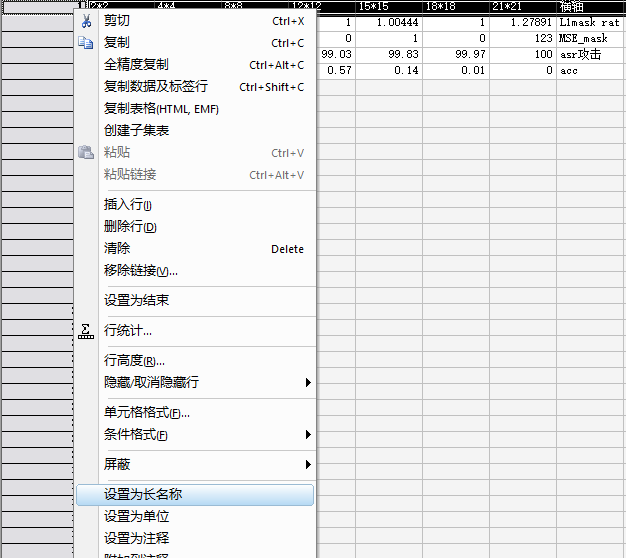 2*2 4*4 8*8 12*12 15*15 18*18 21*21 横轴
1 1.00444 1 1.27891 L1mask rat
0 1 0 123 MSE_mask
99.03 99.83 99.97 100 asr攻击
0.57 0.14 0.01 0 acc
剪切 Ctrl+X
复制 Ctrl+C
全精度复制 Ctrl+Alt+C
复制数据及标签行 Ctrl+Shift+C
复制表格(HTML, EMF)
创建子集表
粘贴 Ctrl+V
粘贴链接 Ctrl+Alt+V
插入行(I)
删除行(D)
清除 Delete
移除链接(V)...
设置为结束
行统计...
行高度(R)...
隐藏/取消隐藏行
单元格格式(F)...
条件格式(F)
屏蔽
设置为长名称
设置为单位
设置为注释
附加到注释